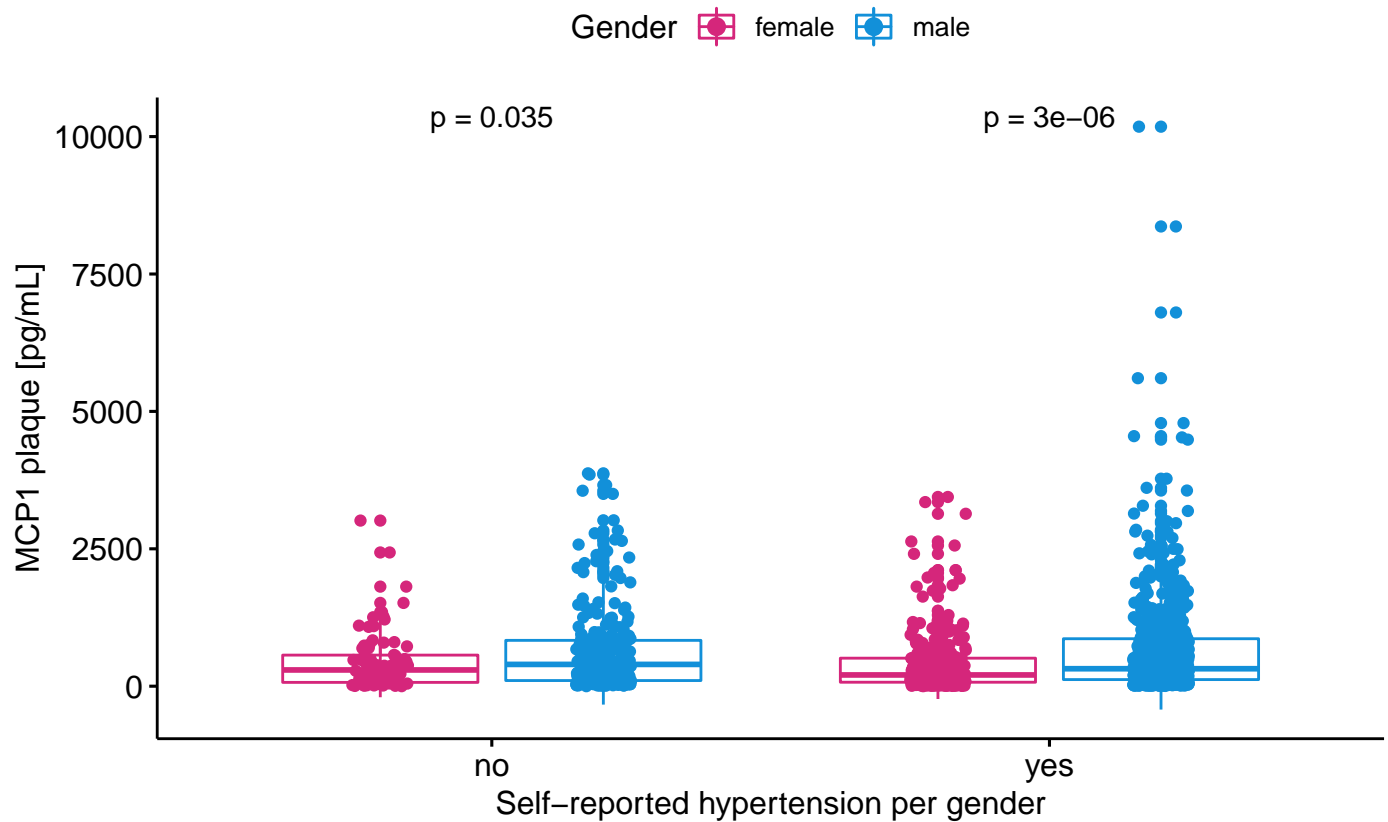 Gender female male
p = 0.035
p = 3e−06
10000
7500
5000
2500
0
MCP1 plaque [pg/mL]
no
yes
Self−reported hypertension per gender